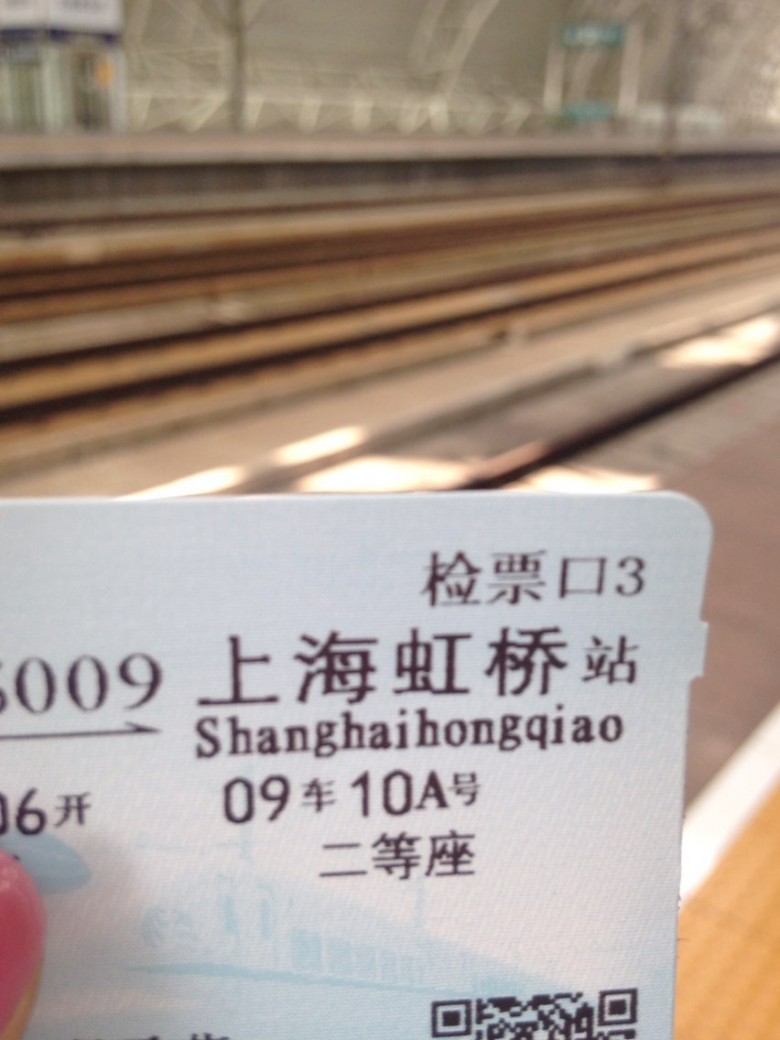 检票口3
009 上海虹桥站
Shanghaihongqiao
06开 09车10A号
二等座